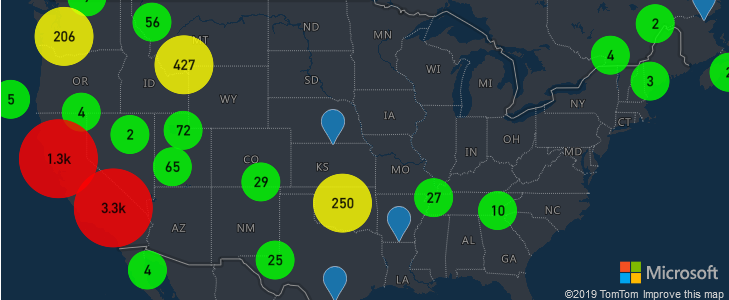 206
56
MT
ND
MN
2
427
WI
MI
4
3
2
5
OR
ID
WY
SD
IA
NY
CT
4
2
72
IN
OH
MD
1.3k
65
CO
KS
MO
29
3.3k
250
27
10
NC
AZ
NM
AL
GA
4
25
LA
Microsoft
©2019 TomTom Improve this map